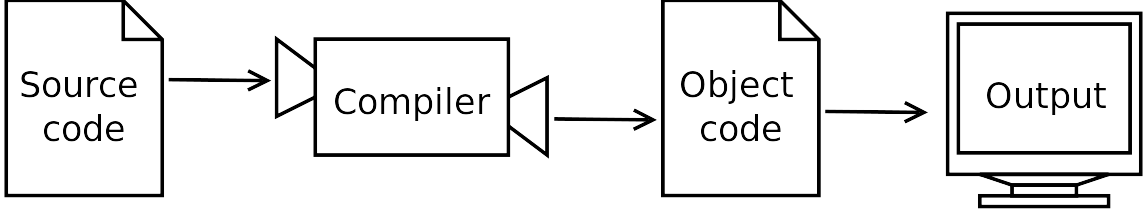 Source
code
Compiler
Object
code
Output